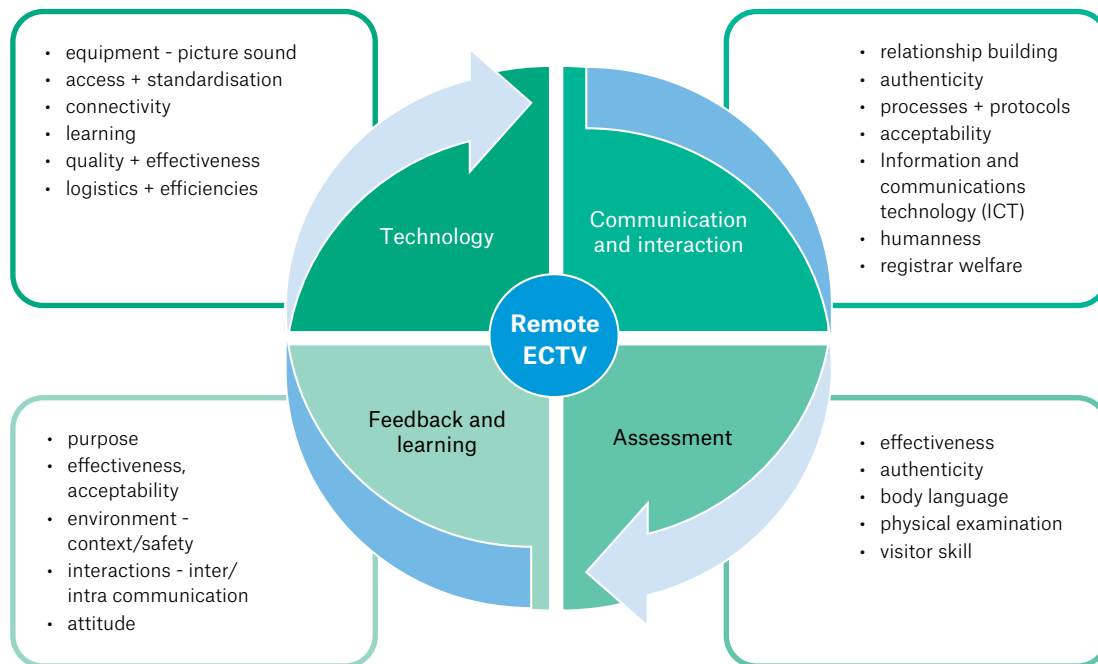 • equipment - picture sound
• access + standardisation
• connectivity
• learning
• quality + effectiveness
• logistics + efficiencies
• relationship building
• authenticity
• processes + protocols
• acceptability
• Information and
communications
technology (ICT)
• humanness
• registrar welfare
Technology
Communication
and interaction
Remote
ECTV
Feedback and
learning
Assessment
• purpose
• effectiveness,
acceptability
• environment -
context/safety
• interactions - inter/
intra communication
• attitude
• effectiveness
• authenticity
• body language
• physical examination
• visitor skill